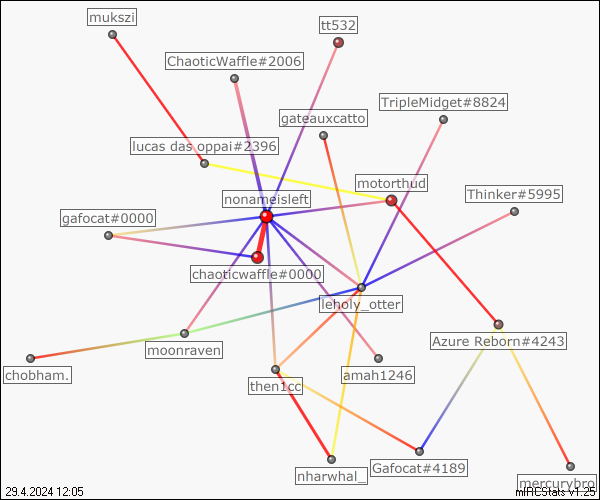 mukszi
tt532
ChaoticWaffle#2006
TripleMidget#8824
gateauxcatto
lucas das oppai#2396
motorthud
Thinker#5995
nonameisleft
gafocat#0000
chaoticwaffle#0000
leholy_otter
Azure Reborn#4243
moonraven
chobham.
amah1246
then1cc
Gafocat#4189
nharwhal_
mercurybro
29.4.2024 12:05
mIRCStats v1.25